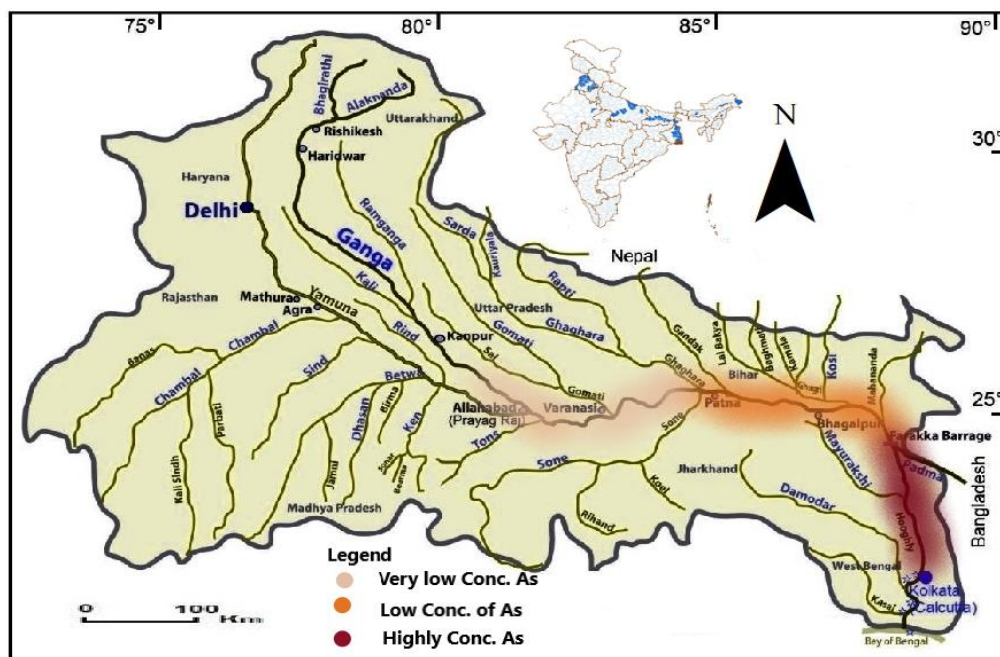 75°
80°
85°
90°
30°
25°
N
Bhagirathi
Alaknanda
Uttarakhand
Rishikesh
Haridwar
Haryana
Delhi
Ramganga
Ganga
Sarda
Kauriyala
Nepal
Rapti
Kali
Rajasthan
Mathura
Agra
Yamuna
Uttar Pradesh
Gomati
Ghaghara
Rind
Kanpur
Sai
Gandak
Lal Bakya
Kamala
Kosi
Mahananda
Banas
Chambal
Chambal
Sind
Betwa
Ghaghara
Bihar
Gomati
Parbati
Dhasan
Birma
Ken
Allahabad
(Prayag Raj)
Varanasi
Patna
Bhagalpur
Farakka Barrage
Padma
Tons
Sone
Sone
Mayurakshi
Kali Sindh
Jamni
Jharkhand
Koel
Damodar
Hooghly
Bangladesh
Madhya Pradesh
Rihand
West Bengal
Kolkata
(Calcutta)
Kasai
Bay of Bengal
Legend
Very low Conc. As
Low Conc. of As
Highly Conc. As
0 100
Km